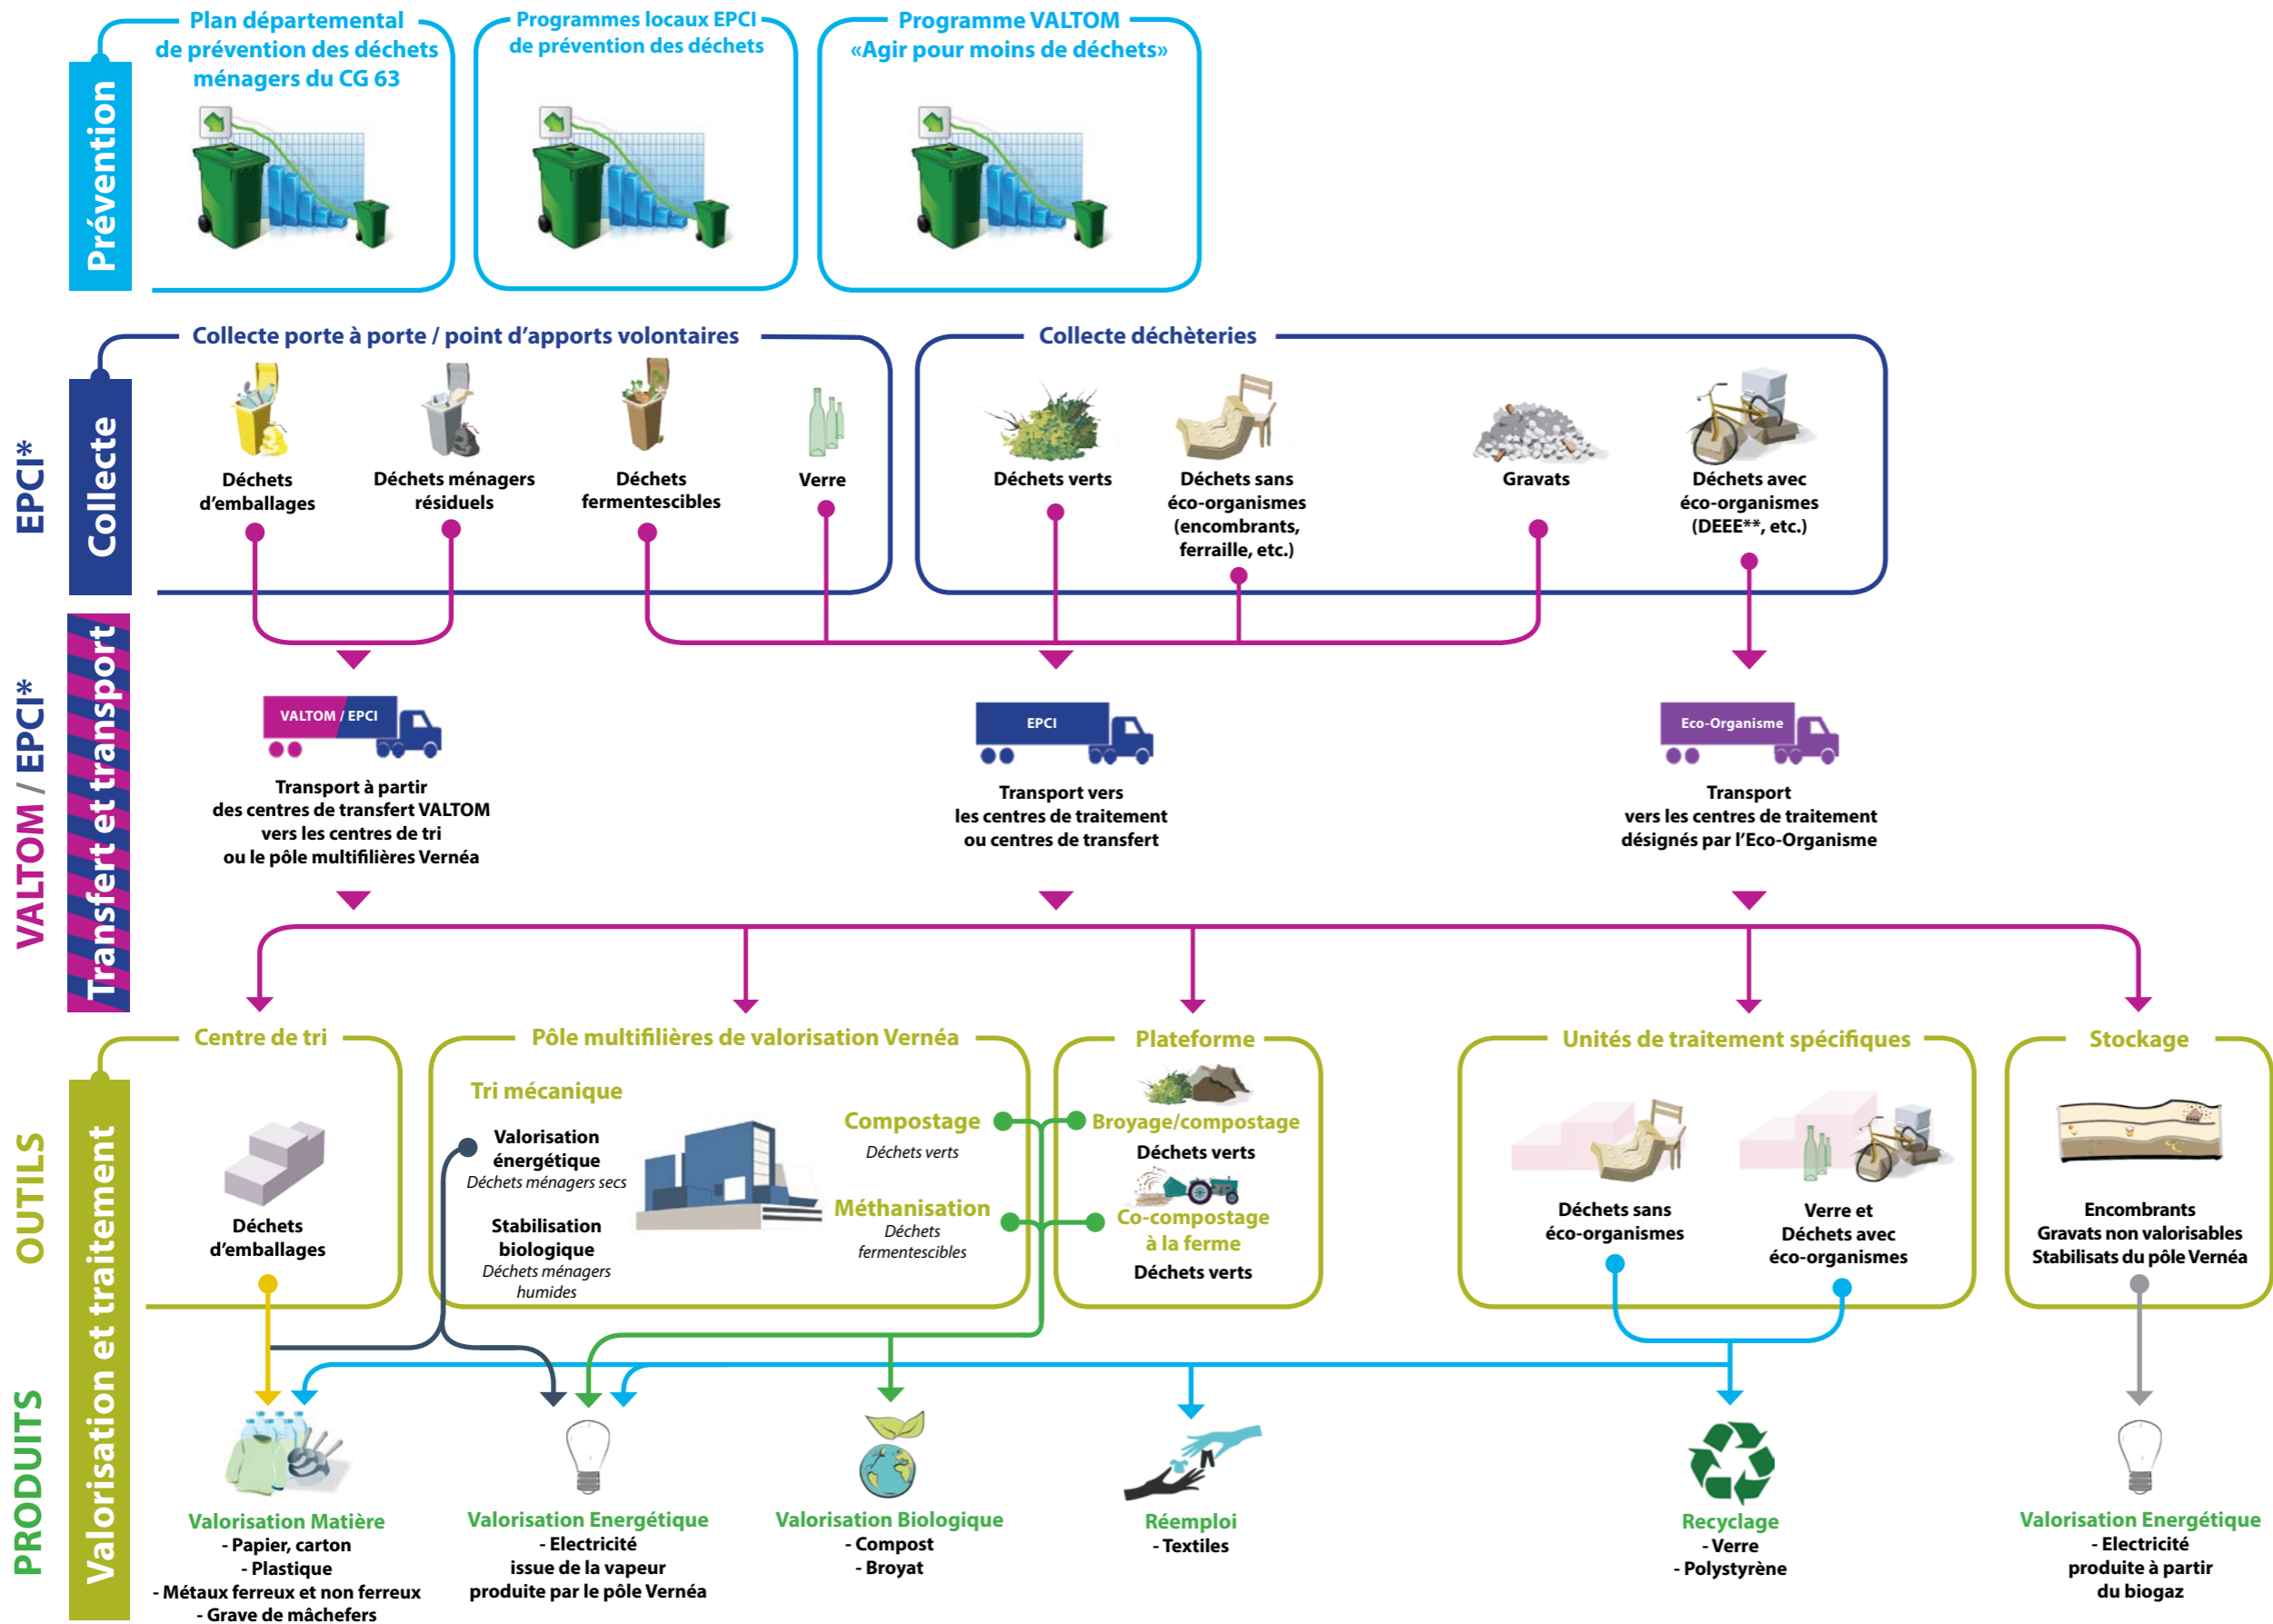 Prévention
Plan départemental
de prévention des déchets
ménagers du CG 63
Programmes locaux EPCI
de prévention des déchets
Programme VALTOM
«Agir pour moins de déchets»
EPCI*
Collecte
Collecte porte à porte / point d'apports volontaires
Déchets
d'emballages
Déchets ménagers
résiduels
Déchets
fermentescibles
Verre
Collecte déchèteries
Déchets verts
Déchets sans
éco-organismes
(encombrants,
ferraille, etc.)
Gravats
Déchets avec
éco-organismes
(DEEE**, etc.)
VALTOM / EPCI*
Transfert et transport
VALTOM / EPCI
Transport à partir
des centres de transfert VALTOM
vers les centres de tri
ou le pôle multifilières Vernéa
EPCI
Transport vers
les centres de traitement
ou centres de transfert
Eco-Organisme
Transport
vers les centres de traitement
désignés par l'Eco-Organisme
OUTILS
PRODUITS
Valorisation et traitement
Centre de tri
Déchets
d'emballages
Pôle multifilières de valorisation Vernéa
Tri mécanique
Valorisation
énergétique
Déchets ménagers secs
Stabilisation
biologique
Déchets ménagers
humides
Compostage
Déchets verts
Méthanisation
Déchets
fermentescibles
Plateforme
Broyage/compostage
Déchets verts
Co-compostage
à la ferme
Déchets verts
Unités de traitement spécifiques
Déchets sans
éco-organismes
Verre et
Déchets avec
éco-organismes
Stockage
Encombrants
Gravats non valorisables
Stabilisats du pôle Vernéa
Valorisation Matière
- Papier, carton
- Plastique
- Métaux ferreux et non ferreux
- Grave de mâchefers
Valorisation Energétique
- Electricité
issue de la vapeur
produite par le pôle Vernéa
Valorisation Biologique
- Compost
- Broyat
Réemploi
- Textiles
Recyclage
- Verre
- Polystyrène
Valorisation Energétique
- Electricité
produite à partir
du biogaz